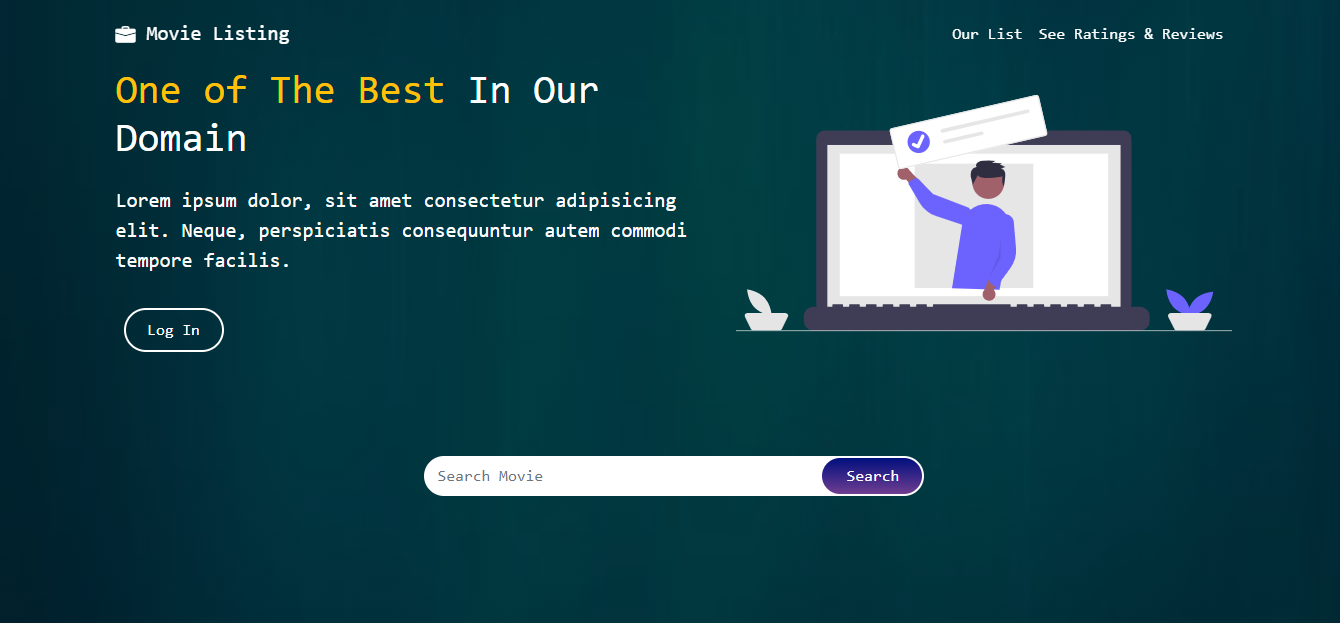 Movie Listing
Our List See Ratings & Reviews
One of The Best In Our
Domain
Lorem ipsum dolor, sit amet consectetur adipisicing
elit. Neque, perspiciatis consequuntur autem commodi
tempore facilis.
Log In
Search Movie
Search